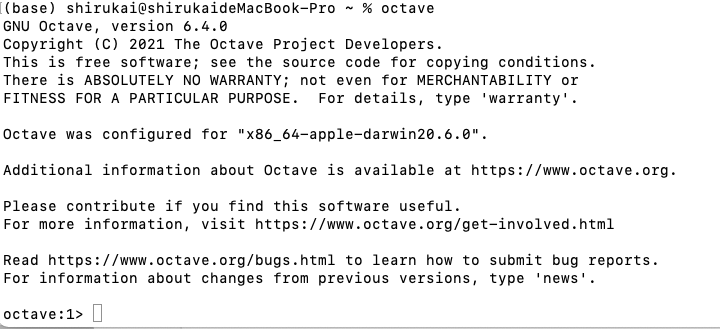 (base) shirukai@shirukaideMacBook-Pro ~ % octave
GNU Octave, version 6.4.0
Copyright (C) 2021 The Octave Project Developers.
This is free software; see the source code for copying conditions.
There is ABSOLUTELY NO WARRANTY; not even for MERCHANTABILITY or
FITNESS FOR A PARTICULAR PURPOSE.  For details, type 'warranty'.
Octave was configured for "x86_64-apple-darwin20.6.0".
Additional information about Octave is available at https://www.octave.org.
Please contribute if you find this software useful.
For more information, visit https://www.octave.org/get-involved.html
Read https://www.octave.org/bugs.html to learn how to submit bug reports.
For information about changes from previous versions, type 'news'.
octave:1>